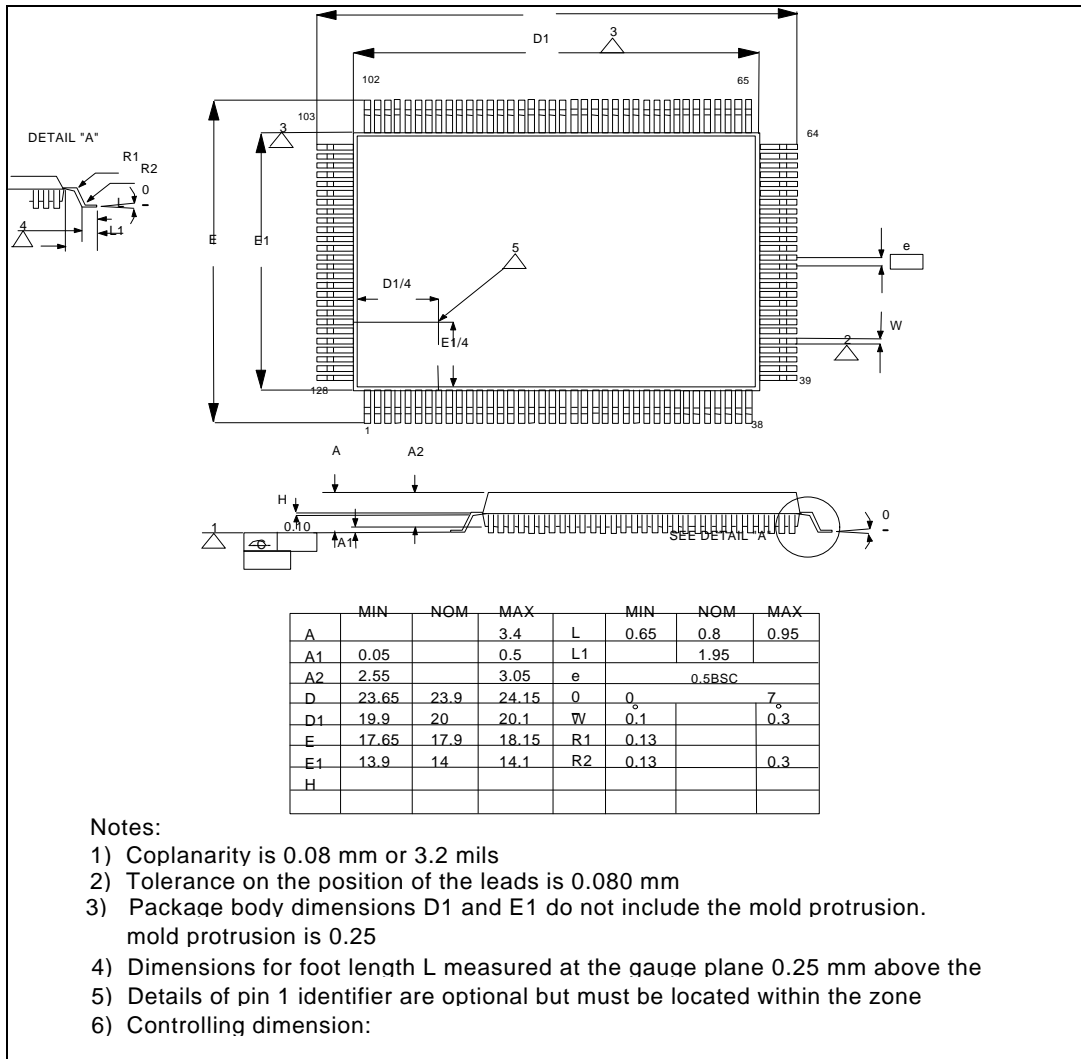 D1
3
102
65
103
3
64
DETAIL "A"
R1
R2
0
L
4
L1
E
E1
5
e
D1/4
E1/4
W
2
128
39
1
38
A
A2
H
0
1
0.10
A1
SEE DETAIL "A"
MIN NOM MAX MIN NOM MAX
A 3.4 L 0.65 0.8 0.95
A1 0.05 0.5 L1 1.95
A2 2.55 3.05 e 0.5BSC
D 23.65 23.9 24.15 0 0° 7°
D1 19.9 20 20.1 W 0.1 0.3
E 17.65 17.9 18.15 R1 0.13
E1 13.9 14 14.1 R2 0.13 0.3
H
Notes:
1) Coplanarity is 0.08 mm or 3.2 mils
2) Tolerance on the position of the leads is 0.080 mm
3) Package body dimensions D1 and E1 do not include the mold protrusion.
mold protrusion is 0.25
4) Dimensions for foot length L measured at the gauge plane 0.25 mm above the
5) Details of pin 1 identifier are optional but must be located within the zone
6) Controlling dimension: